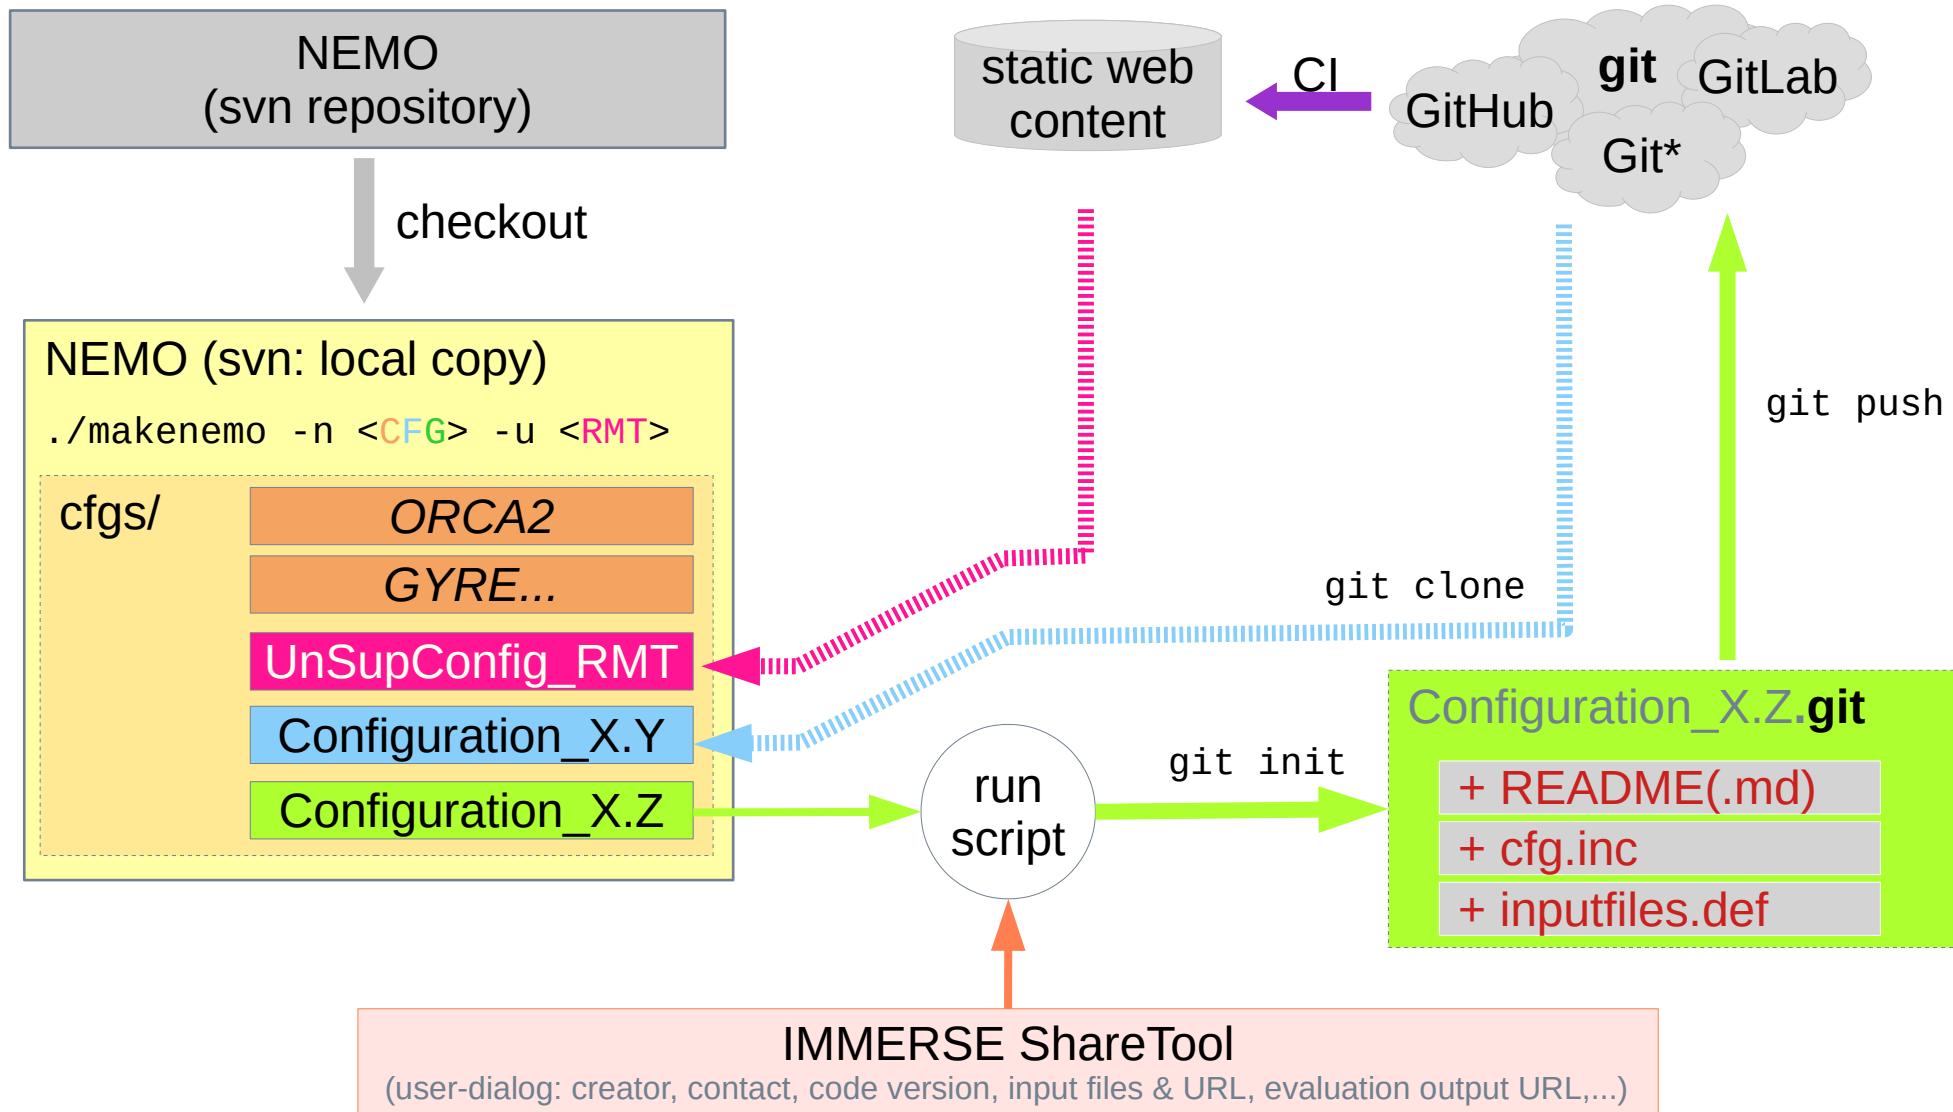 NEMO
(svn repository)
checkout
static web
content
CI
git
GitHub
GitLab
Git*
NEMO (svn: local copy)
./makenemo -n <CFG> -u <RMT>
cfgs/
ORCA2
GYRE...
UnSupConfig_RMT
Configuration_X.Y
Configuration_X.Z
git clone
git push
run
script
git init
Configuration_X.Z.git
+ README(.md)
+ cfg.inc
+ inputfiles.def
IMMERSE ShareTool
(user-dialog: creator, contact, code version, input files & URL, evaluation output URL,...)